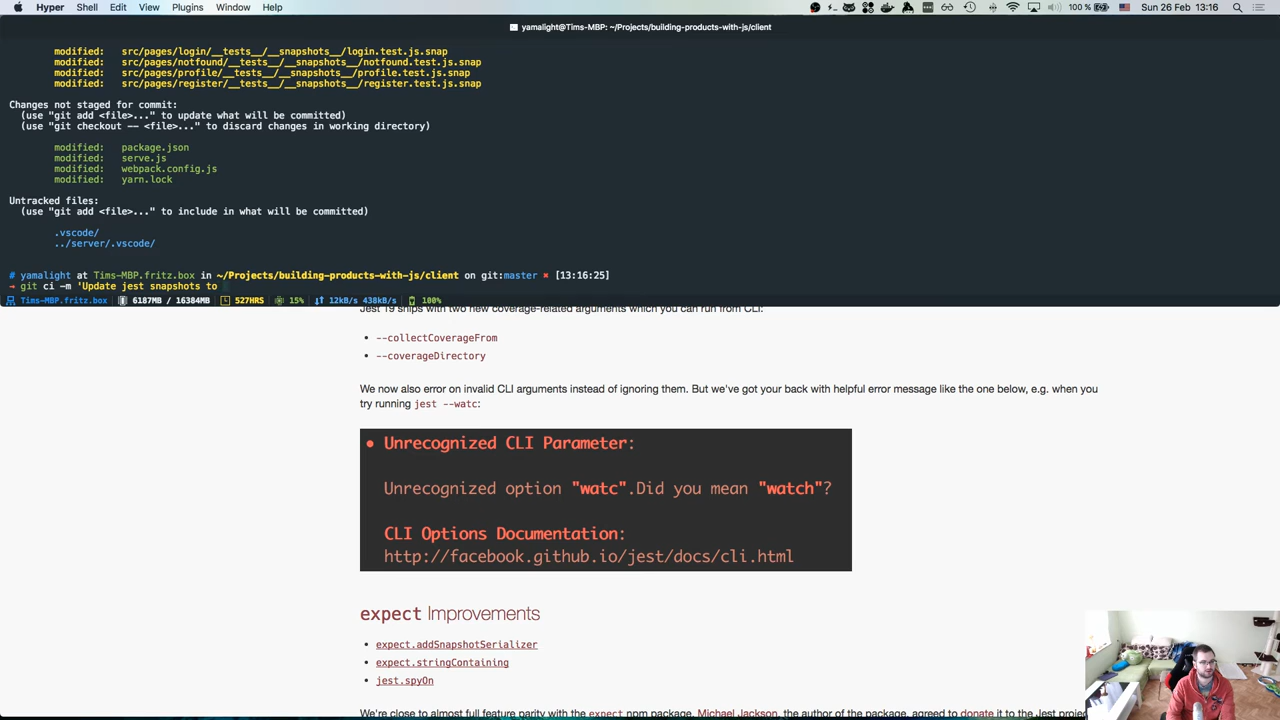 Hyper Shell Edit View Plugins Window Help
100 % Sun 26 Feb 13:16
yamalight@Tims-MBP: ~/Projects/building-products-with-js/client
modified: src/pages/login/__tests__/__snapshots__/login.test.js.snap
modified: src/pages/notfound/__tests__/__snapshots__/notfound.test.js.snap
modified: src/pages/profile/__tests__/__snapshots__/profile.test.js.snap
modified: src/pages/register/__tests__/__snapshots__/register.test.js.snap
Changes not staged for commit:
(use "git add <file>..." to update what will be committed)
(use "git checkout -- <file>..." to discard changes in working directory)
modified: package.json
modified: serve.js
modified: webpack.config.js
modified: yarn.lock
Untracked files:
(use "git add <file>..." to include in what will be committed)
.vscode/
../server/.vscode/
# yamalight at Tims-MBP.fritz.box in ~/Projects/building-products-with-js/client on git:master ✖ [13:16:25]
→ git ci -m 'Update jest snapshots to
Tims-MBP.fritz.box 6187MB / 16384MB 527HRS 15% 12kB/s 438kB/s 100%
Jest 19 ships with two new coverage-related arguments which you can run from CLI:
• --collectCoverageFrom
• --coverageDirectory
We now also error on invalid CLI arguments instead of ignoring them. But we've got your back with helpful error message like the one below, e.g. when you
try running jest --watc:
● Unrecognized CLI Parameter:
Unrecognized option "watc".Did you mean "watch"?
CLI Options Documentation:
http://facebook.github.io/jest/docs/cli.html
expect Improvements
• expect.addSnapshotSerializer
• expect.stringContaining
• jest.spyOn
We're close to almost full feature parity with the expect npm package. Michael Jackson, the author of the package, agreed to donate it to the Jest project